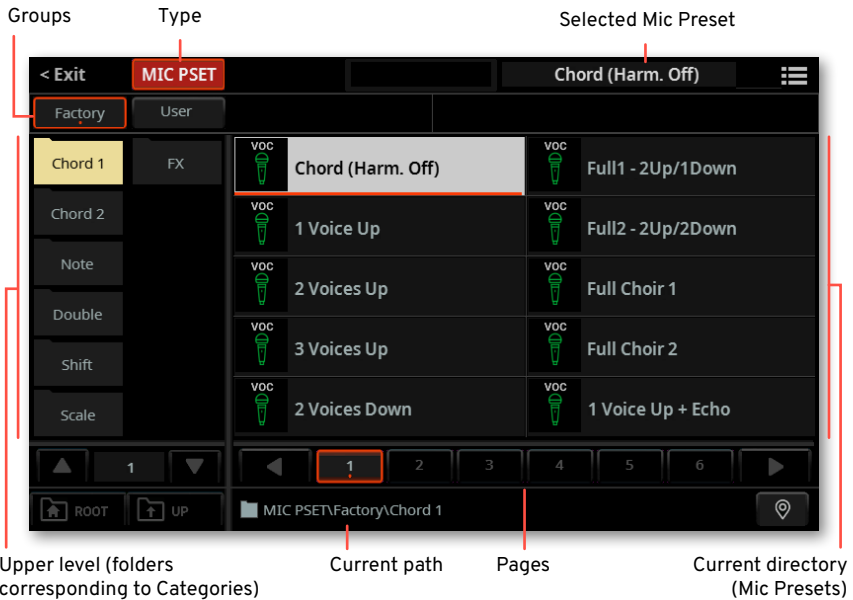 Groups
Type
Selected Mic Preset
< Exit
MIC PSET
Chord (Harm. Off)
Factory
User
Chord 1
FX
Chord 2
Note
Double
Shift
Scale
VOC
Chord (Harm. Off)
VOC
Full1 - 2Up/1Down
VOC
1 Voice Up
VOC
Full2 - 2Up/2Down
VOC
2 Voices Up
VOC
Full Choir 1
VOC
3 Voices Up
VOC
Full Choir 2
VOC
2 Voices Down
VOC
1 Voice Up + Echo
1
1
2
3
4
5
6
ROOT
UP
MIC PSET\Factory\Chord 1
Upper level (folders
corresponding to Categories)
Current path
Pages
Current directory
(Mic Presets)